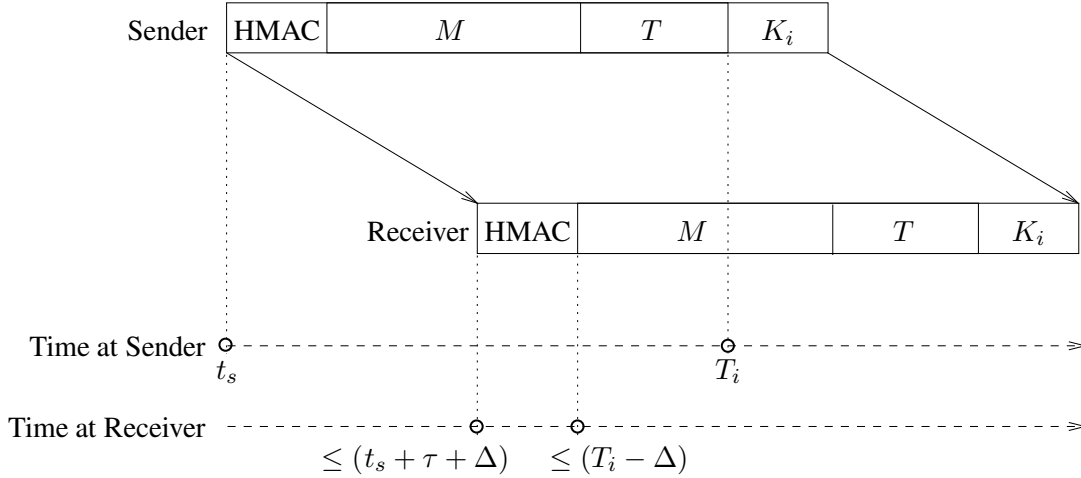 Sender HMAC M T K_i
Receiver HMAC M T K_i
Time at Sender
t_s T_i
Time at Receiver
≤ (t_s + τ + Δ) ≤ (T_i − Δ)